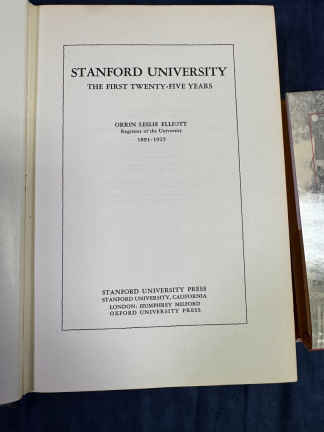 STANFORD UNIVERSITY
THE FIRST TWENTY-FIVE YEARS
ORRIN LESLIE ELLIOTT
Registrar of the University
1891-1925
STANFORD UNIVERSITY PRESS
STANFORD UNIVERSITY, CALIFORNIA
LONDON: HUMPHREY MILFORD
OXFORD UNIVERSITY PRESS